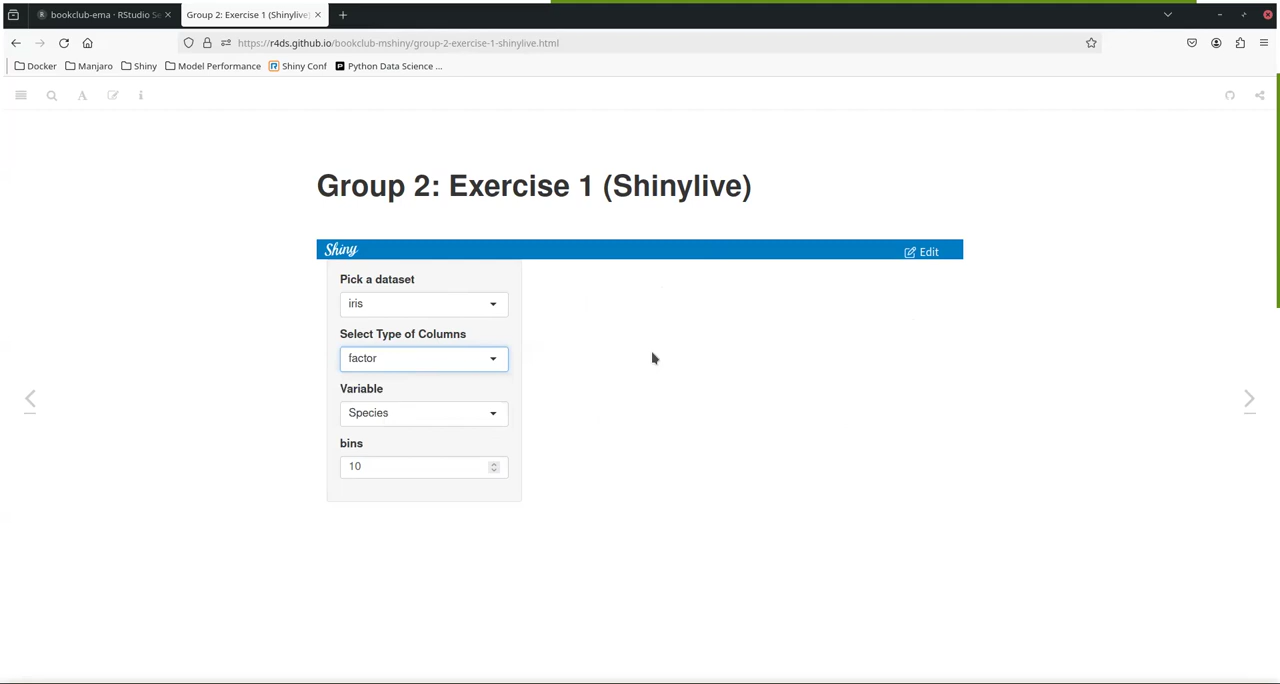 bookclub-ema · RStudio Se
Group 2: Exercise 1 (Shinylive)
https://r4ds.github.io/bookclub-mshiny/group-2-exercise-1-shinylive.html
Docker Manjaro Shiny Model Performance Shiny Conf Python Data Science ...
Group 2: Exercise 1 (Shinylive)
Shiny
Edit
Pick a dataset
iris
Select Type of Columns
factor
Variable
Species
bins
10